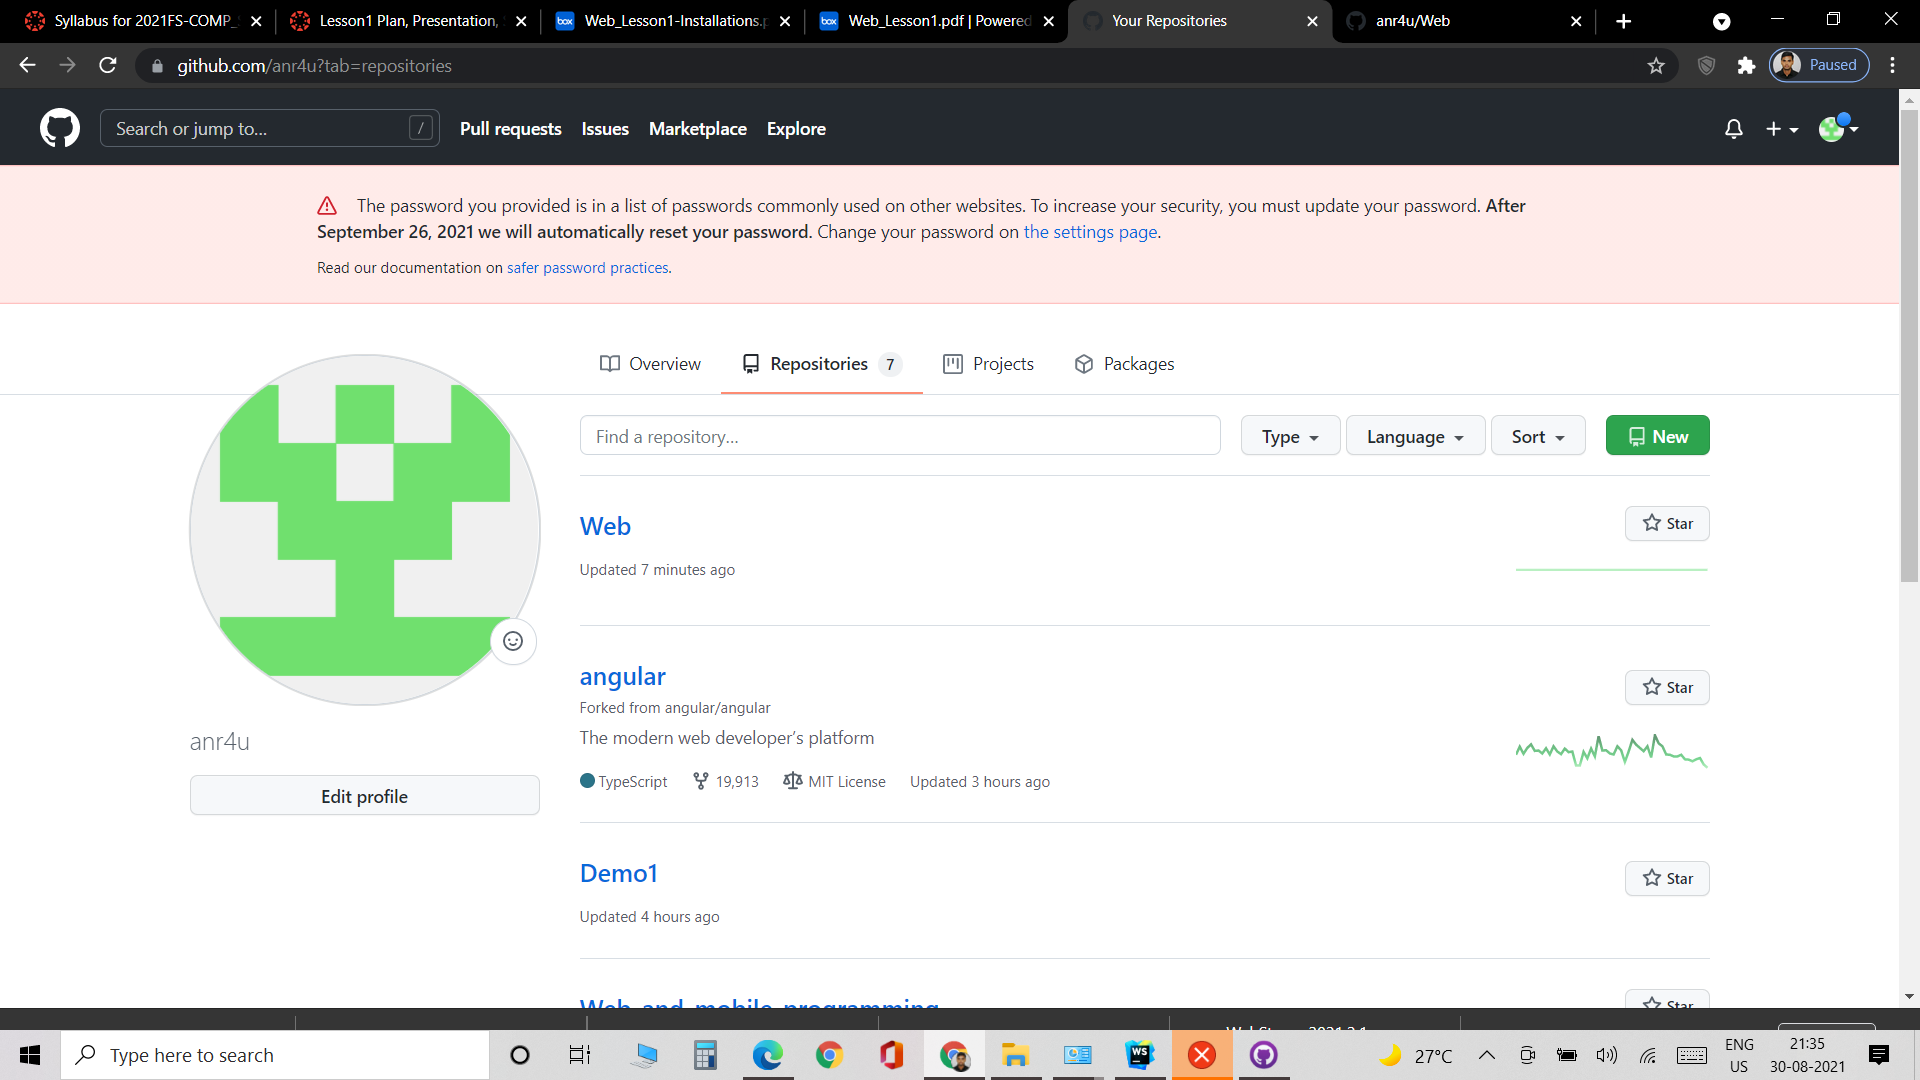 Syllabus for 2021FS-COMP_
Lesson1 Plan, Presentation,
Web_Lesson1-Installations.p
Web_Lesson1.pdf | Powered
Your Repositories
anr4u/Web
github.com/anr4u?tab=repositories
Paused
Search or jump to...
/
Pull requests
Issues
Marketplace
Explore
The password you provided is in a list of passwords commonly used on other websites. To increase your security, you must update your password. After
September 26, 2021 we will automatically reset your password. Change your password on the settings page.
Read our documentation on safer password practices.
Overview
Repositories 7
Projects
Packages
Find a repository...
Type
Language
Sort
New
Web
Star
Updated 7 minutes ago
angular
Star
Forked from angular/angular
The modern web developer's platform
TypeScript 19,913 MIT License Updated 3 hours ago
anr4u
Edit profile
Demo1
Star
Updated 4 hours ago
Web-and-mobile-programming
Star
Type here to search
WS
27°C
ENG
US
21:35
30-08-2021